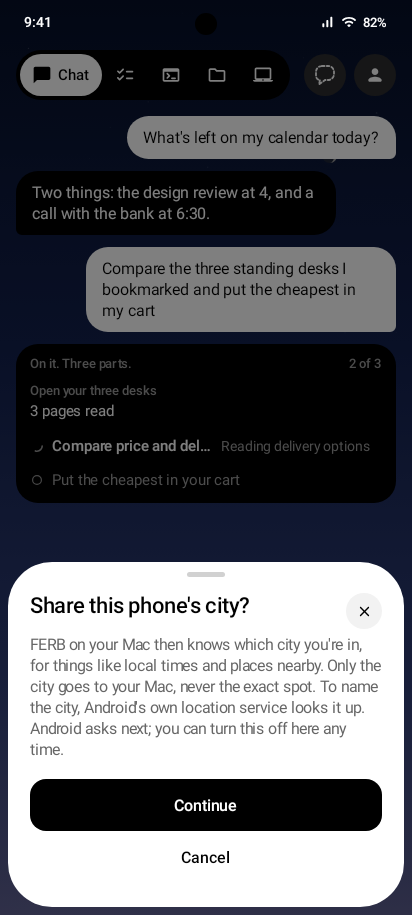 9:41
82%
Chat
What's left on my calendar today?
Two things: the design review at 4, and a
call with the bank at 6:30.
Compare the three standing desks I
bookmarked and put the cheapest in
my cart
On it. Three parts.
2 of 3
Open your three desks
3 pages read
Compare price and del... Reading delivery options
Put the cheapest in your cart
Share this phone's city?
FERB on your Mac then knows which city you're in,
for things like local times and places nearby. Only the
city goes to your Mac, never the exact spot. To name
the city, Android's own location service looks it up.
Android asks next; you can turn this off here any
time.
Continue
Cancel